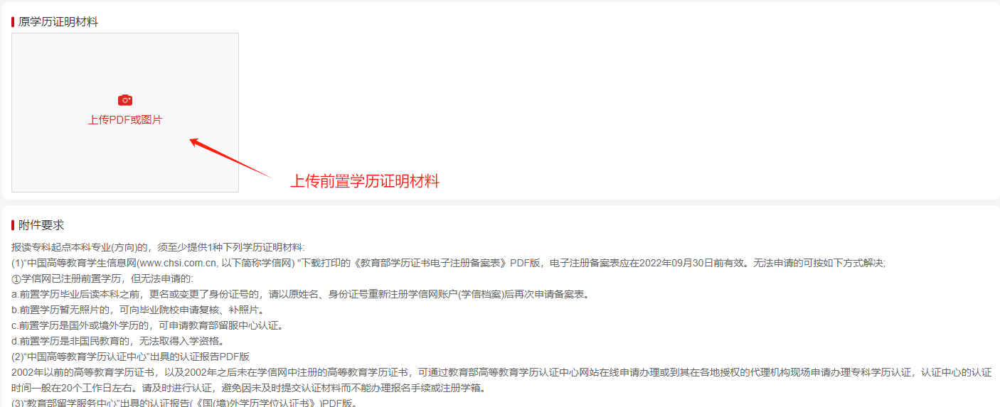 原学历证明材料
上传PDF或图片
上传前置学历证明材料
附件要求
报读专科起点本科专业(方向)的，须至少提供1种下列学历证明材料:
(1)“中国高等教育学生信息网(www.chsi.com.cn, 以下简称学信网) "下载打印的《教育部学历证书电子注册备案表》PDF版，电子注册备案表应在2022年09月30日前有效。无法申请的可按如下方式解决;
①学信网已注册前置学历，但无法申请的:
a.前置学历毕业后读本科之前，更名或变更了身份证号的，请以原姓名、身份证号重新注册学信网账户(学信档案)后再次申请备案表。
b.前置学历暂无照片的，可向毕业院校申请复核、补照片。
c.前置学历是国外或境外学历的，可申请教育部留服中心认证。
d.前置学历是非国民教育的，无法取得入学资格。
(2)“中国高等教育学历认证中心”出具的认证报告PDF版
2002年以前的高等教育学历证书，以及2002年之后未在学信网中注册的高等教育学历证书，可通过教育部高等教育学历认证中心网站在线申请办理或到其在各地授权的代理机构现场申请办理专科学历认证，认证中心的认证
时间一般在20个工作日左右。请及时进行认证，避免因未及时提交认证材料而不能办理报名手续或注册学籍。
(3)“教育部留学服务中心”出具的认证报告(《国(境)外学历学位认证书》)PDF版。